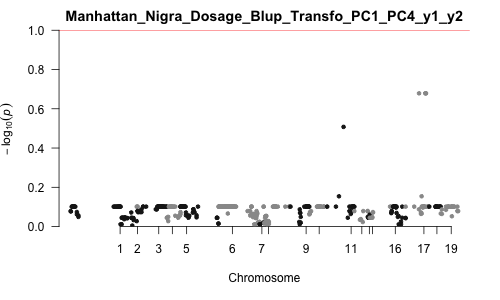 Manhattan_Nigra_Dosage_Blup_Transfo_PC1_PC4_y1_y2
1.0
0.8
0.6
0.4
0.2
0.0
− log10(p)
1 2 3 5 6 7 9 11 16 17 19
Chromosome